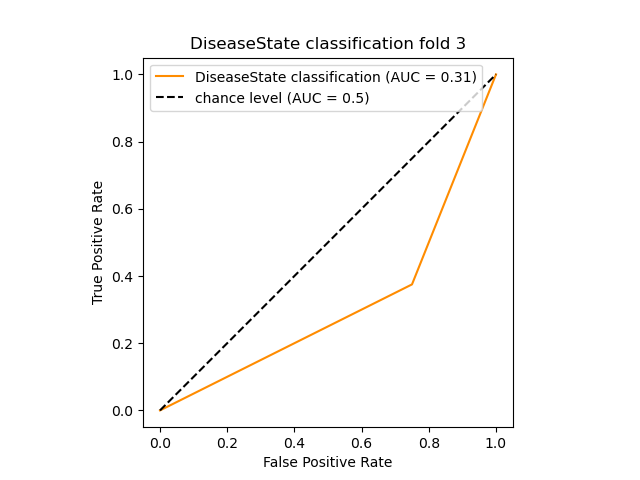 DiseaseState classification fold 3
DiseaseState classification (AUC = 0.31)
chance level (AUC = 0.5)
1.0
0.8
0.6
0.4
0.2
0.0
True Positive Rate
0.0 0.2 0.4 0.6 0.8 1.0
False Positive Rate